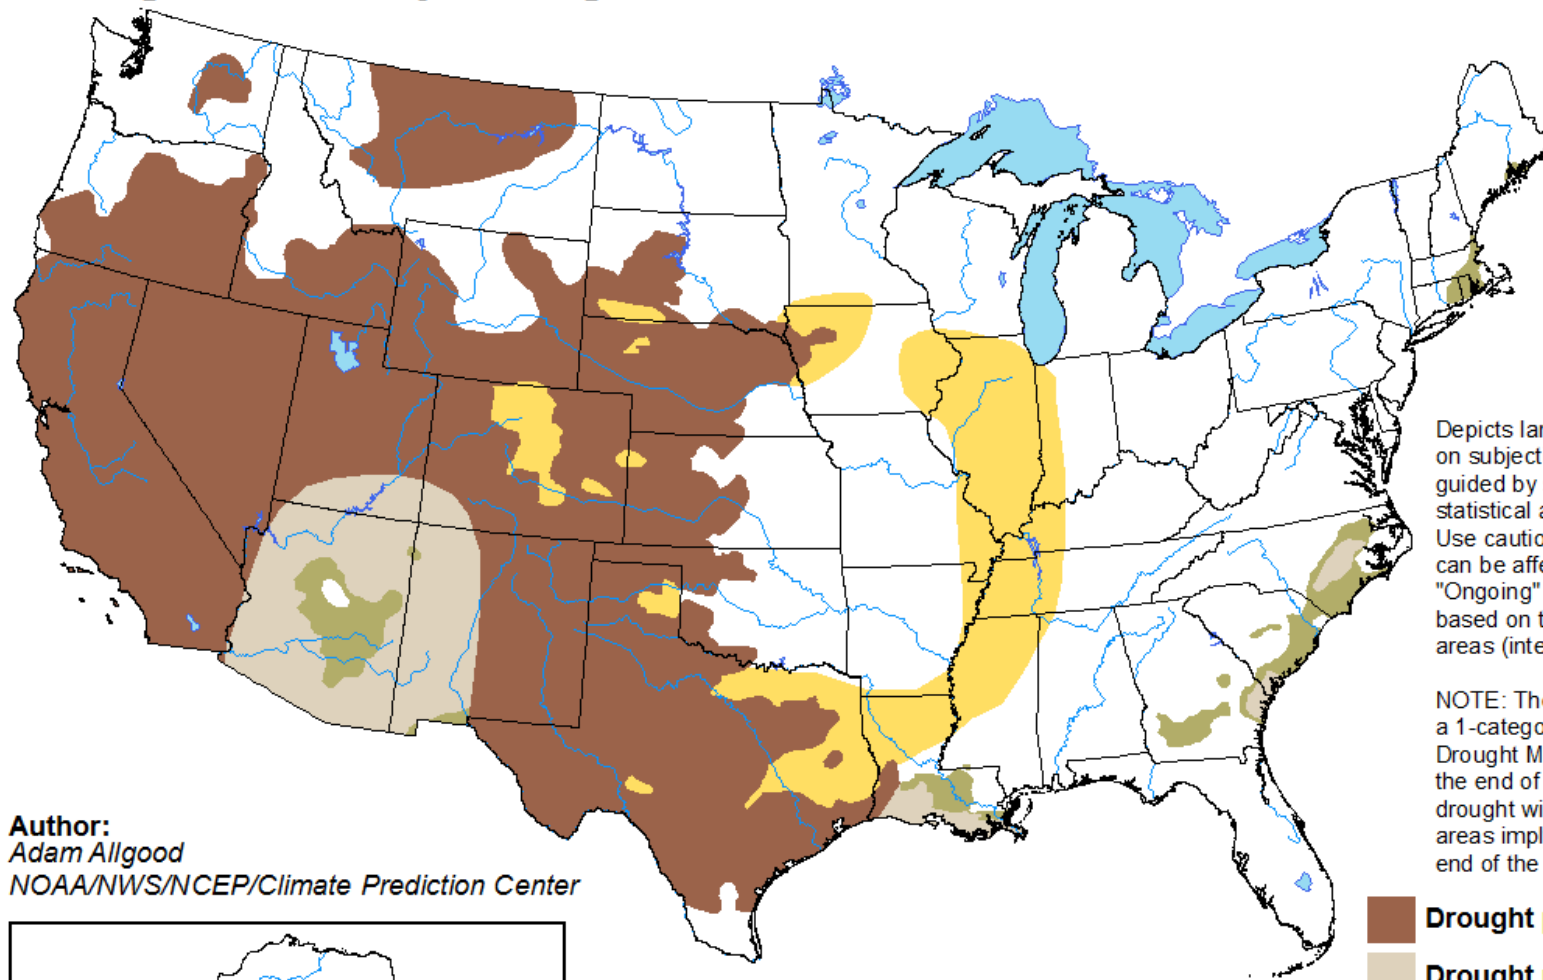 Depicts lar
on subject
guided by
statistical a
Use cautio
can be affe
"Ongoing"
based on t
areas (inte
NOTE: The
a 1-catego
Drought M
the end of
drought wi
areas impl
end of the
Author:
Adam Allgood
NOAA/NWS/NCEP/Climate Prediction Center
Drought
Drought